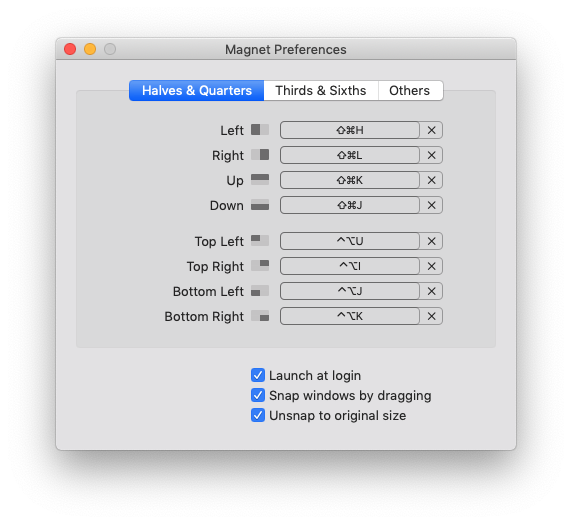 Magnet Preferences
Halves & Quarters Thirds & Sixths Others
Left ⇧⌘H ✕
Right ⇧⌘L ✕
Up ⇧⌘K ✕
Down ⇧⌘J ✕
Top Left ^⌥U ✕
Top Right ^⌥I ✕
Bottom Left ^⌥J ✕
Bottom Right ^⌥K ✕
Launch at login
Snap windows by dragging
Unsnap to original size